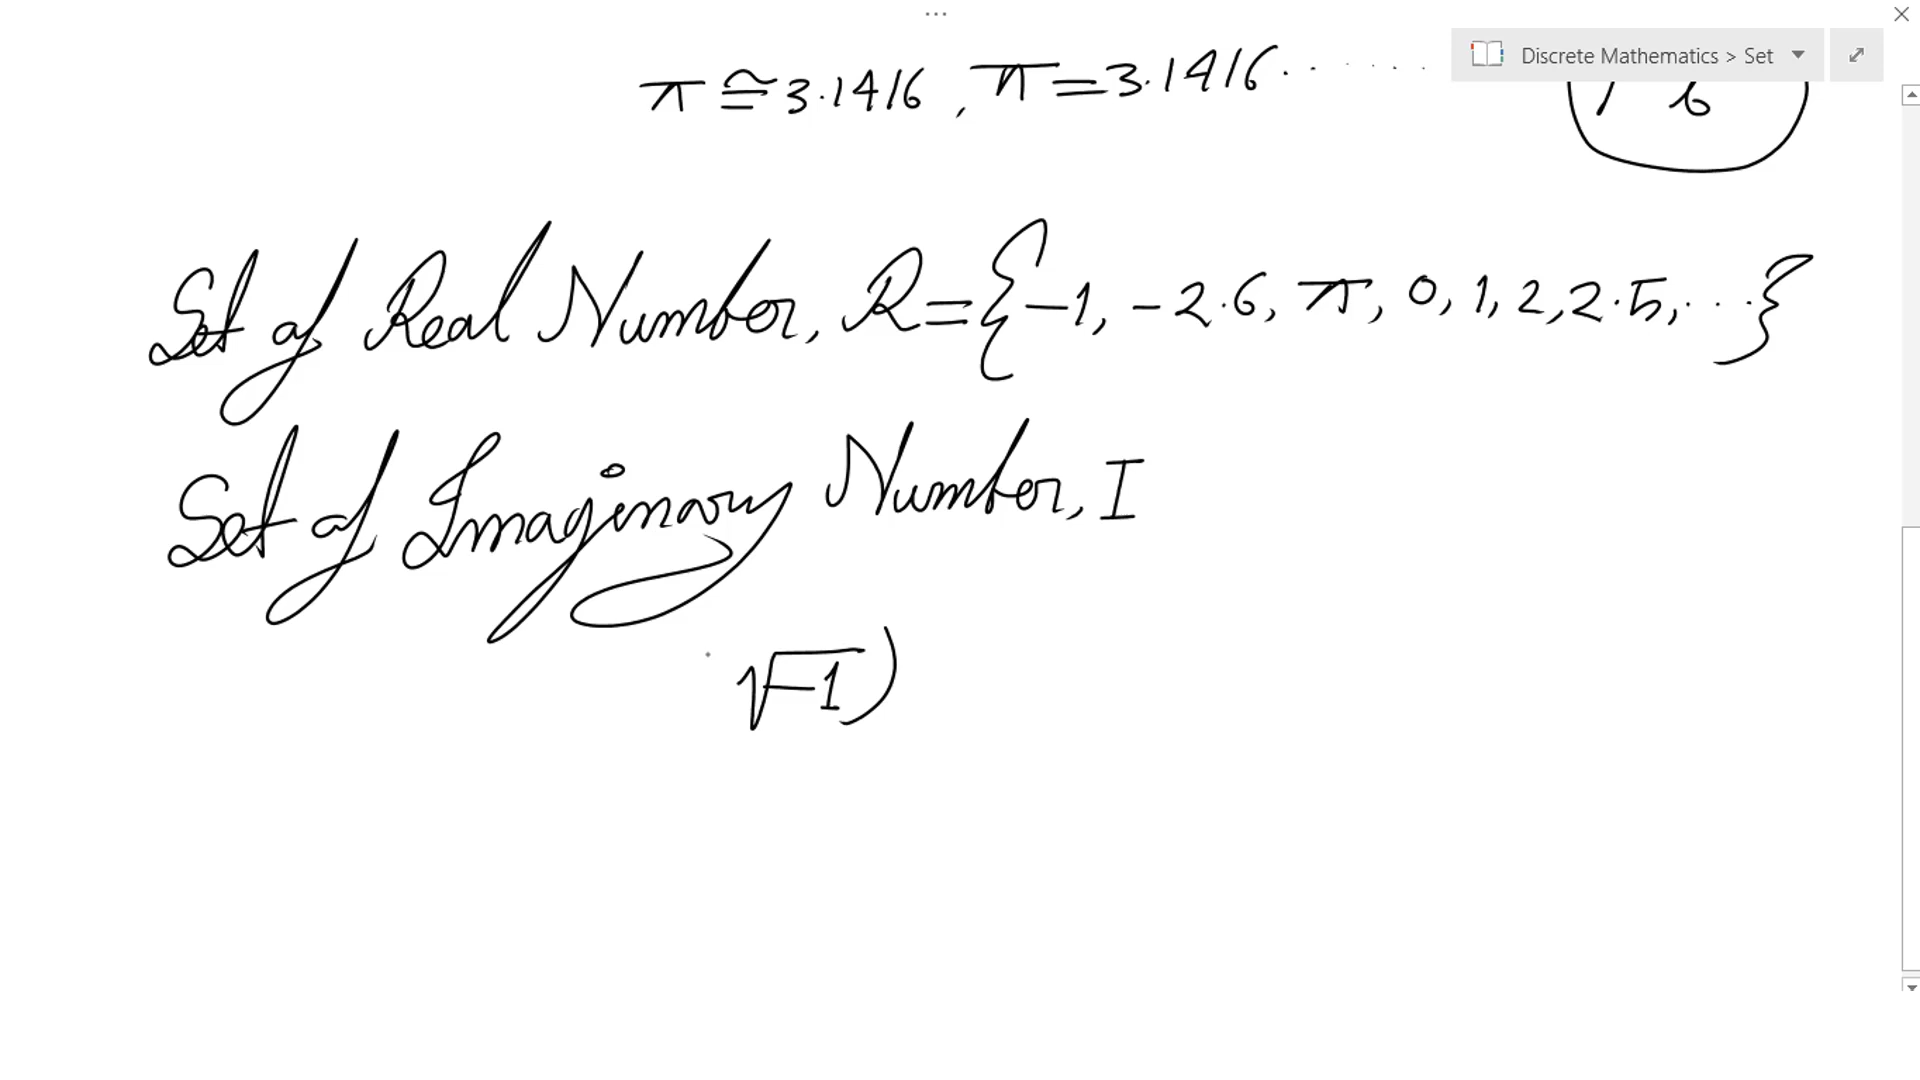 Discrete Mathematics > Set
π ≅ 3.1416, π = 3.1416.......
6
Set of Real Number, R = {-1, -2.6, π, 0, 1, 2, 2.5, ...}
Set of Imaginary Number, I
√-1 )